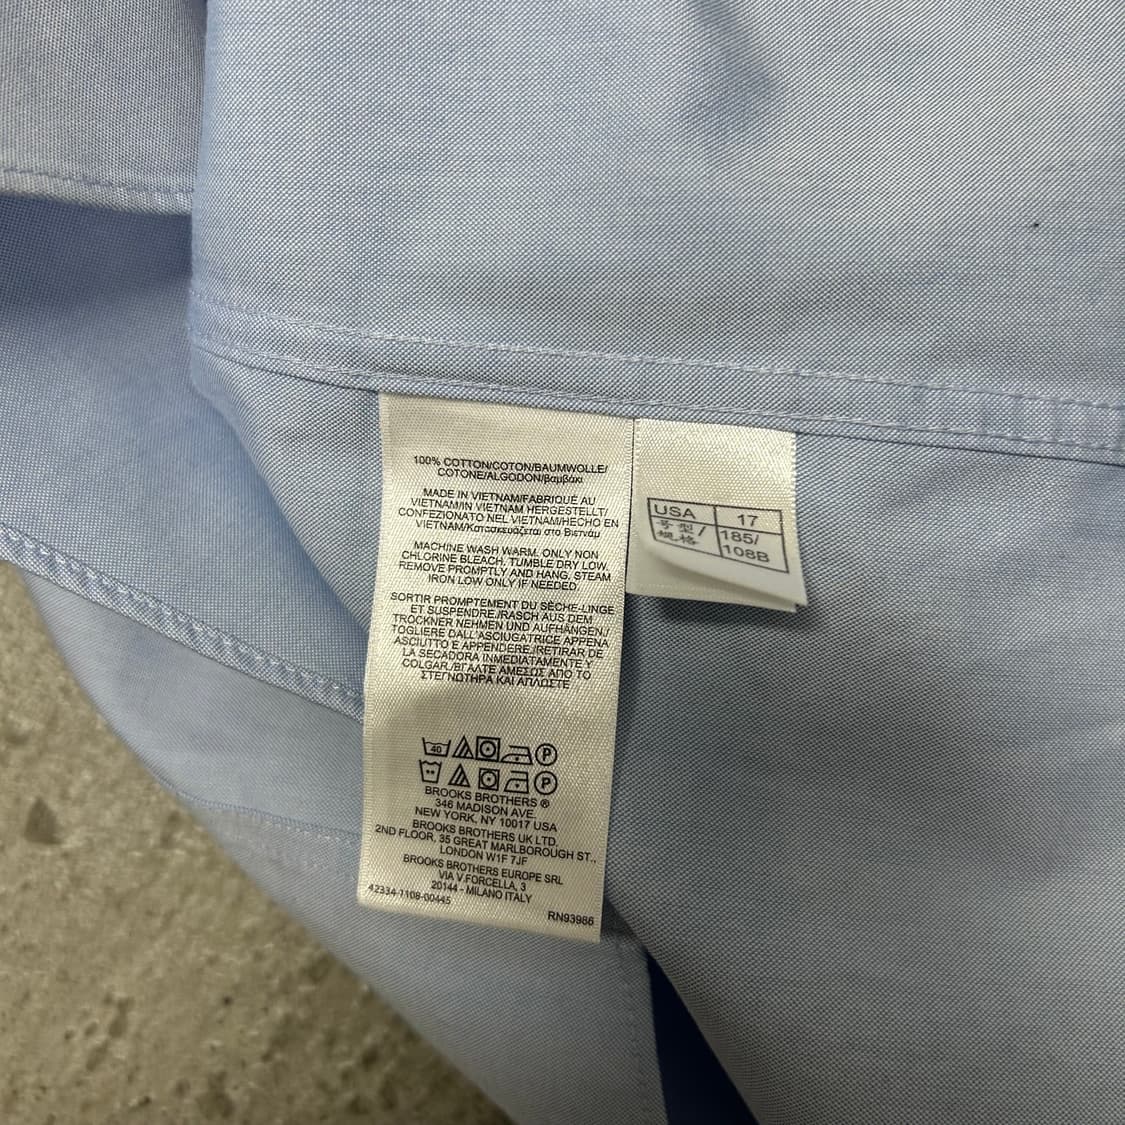 100% COTTON/COTON/BAUMWOLLE/
COTONE/ALGODON/βαμβάκι
MADE IN VIETNAM/FABRIQUÉ AU
VIETNAM/IN VIETNAM HERGESTELLT/
CONFEZIONATO NEL VIETNAM/HECHO EN
VIETNAM/Κατασκευάζεται στο Βιετνάμ
MACHINE WASH WARM. ONLY NON
CHLORINE BLEACH. TUMBLE DRY LOW.
REMOVE PROMPTLY AND HANG. STEAM
IRON LOW ONLY IF NEEDED.
SORTIR PROMPTEMENT DU SÈCHE-LINGE
ET SUSPENDRE./RASCH AUS DEM
TROCKNER NEHMEN UND AUFHÄNGEN./
TOGLIERE DALL'ASCIUGATRICE APPENA
ASCIUTTO E APPENDERE./RETIRAR DE
LA SECADORA INMEDIATAMENTE Y
COLGAR./ΒΓΑΛΤΕ ΑΜΕΣΩΣ ΑΠΟ ΤΟ
ΣΤΕΓΝΩΤΗΡΑ ΚΑΙ ΑΠΛΩΣΤΕ
40 P
P
BROOKS BROTHERS ®
346 MADISON AVE.
NEW YORK, NY 10017 USA
BROOKS BROTHERS UK LTD.
2ND FLOOR, 35 GREAT MARLBOROUGH ST.,
LONDON W1F 7JF
BROOKS BROTHERS EUROPE SRL
VIA V.FORCELLA, 3
20144 - MILANO ITALY
42334-1108-00445
RN93986
USA 17
号型/ 185/
规格 108B